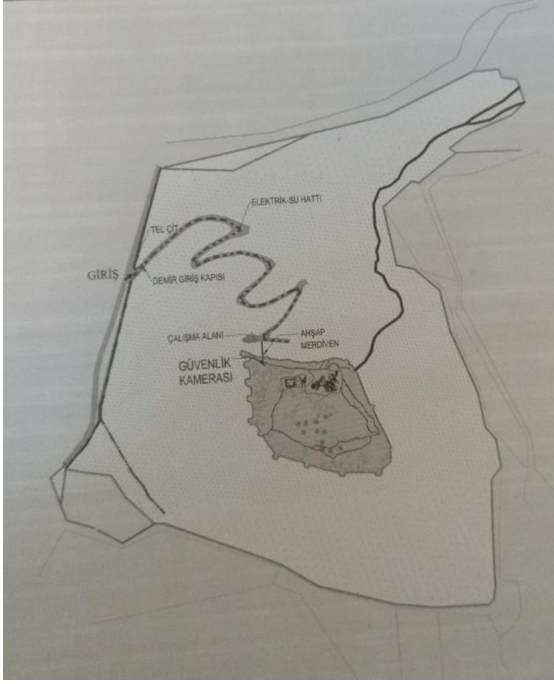 ELEKTRİK-SU HATTI
TEL ÇİT
GİRİŞ
DEMİR GİRİŞ KAPISI
ÇALIŞMA ALANI
AHŞAP
MERDİVEN
GÜVENLİK
KAMERASI